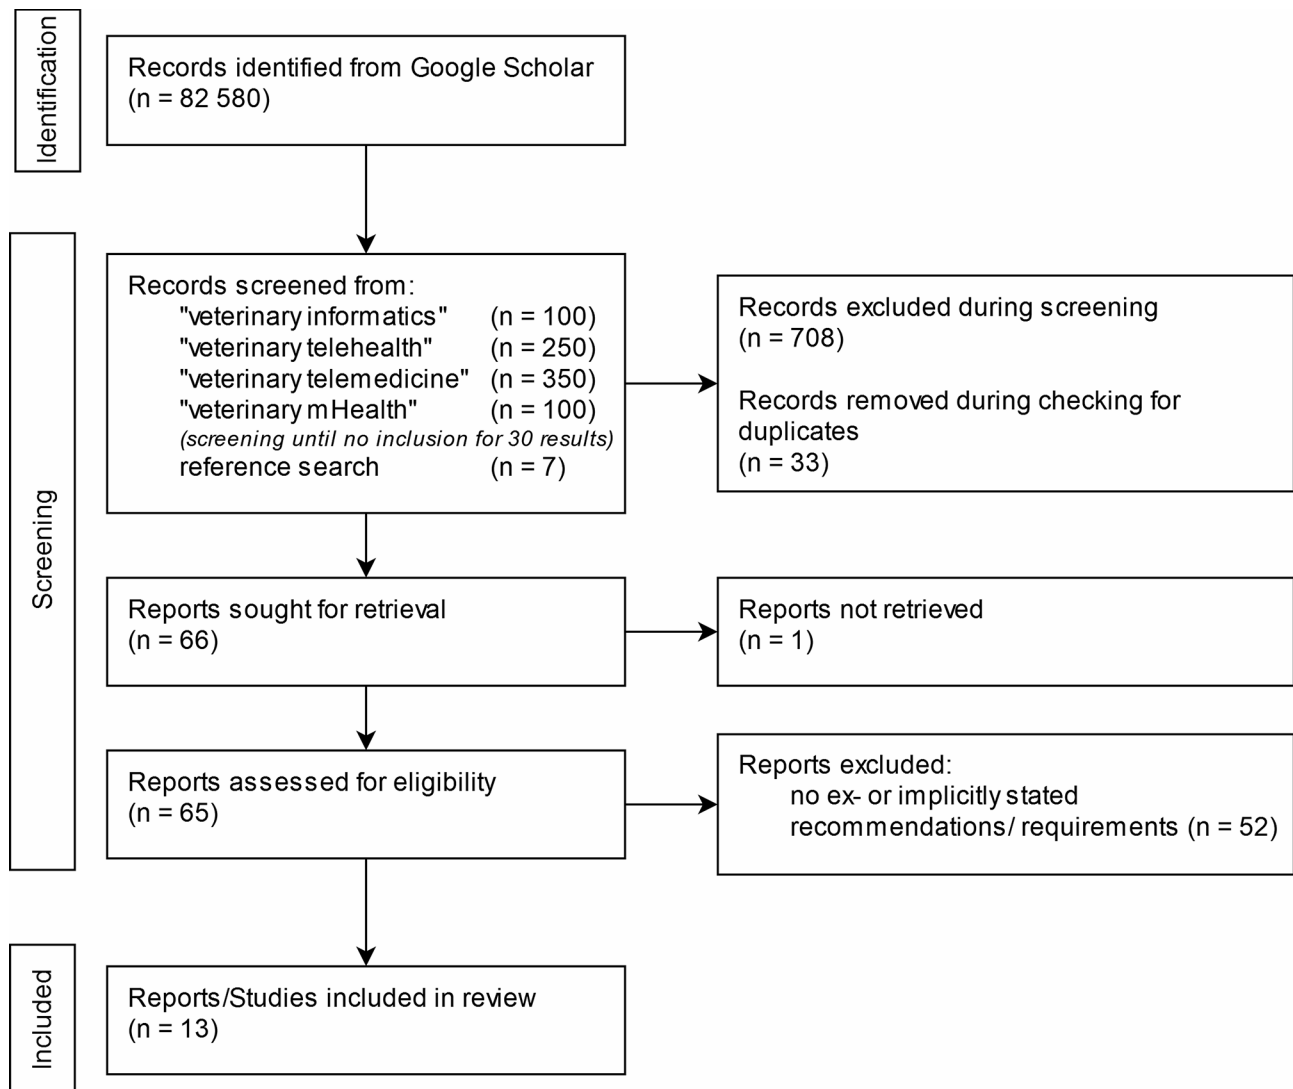 Identification
Records identified from Google Scholar
(n = 82 580)
Screening
Records screened from:
"veterinary informatics" (n = 100)
"veterinary telehealth" (n = 250)
"veterinary telemedicine" (n = 350)
"veterinary mHealth" (n = 100)
(screening until no inclusion for 30 results)
reference search (n = 7)
Records excluded during screening
(n = 708)
Records removed during checking for
duplicates
(n = 33)
Reports sought for retrieval
(n = 66)
Reports not retrieved
(n = 1)
Reports assessed for eligibility
(n = 65)
Reports excluded:
no ex- or implicitly stated
recommendations/ requirements (n = 52)
Included
Reports/Studies included in review
(n = 13)